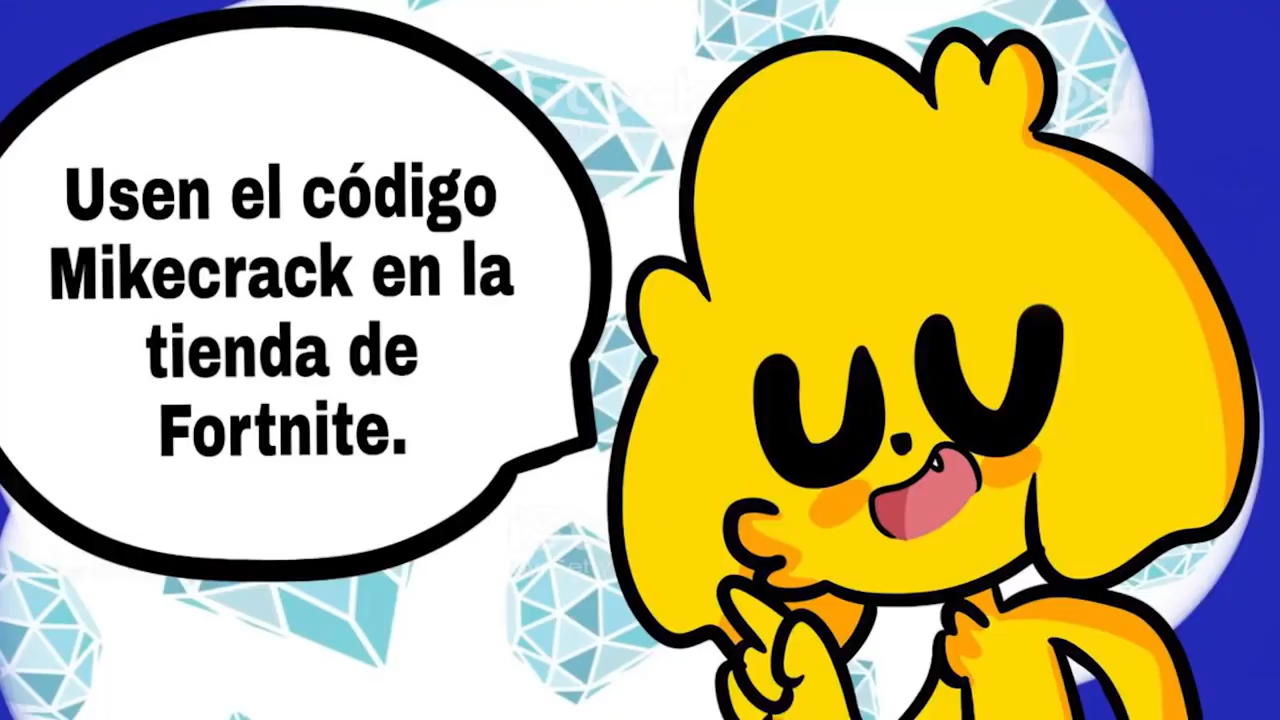 Usen el código
Mikecrack en la
tienda de
Fortnite.